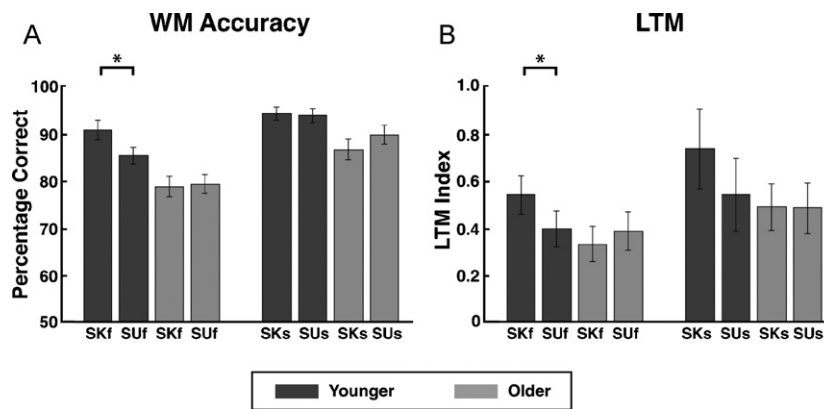 A
WM Accuracy
*
Percentage Correct
100
90
80
70
60
50
SKf SUf SKf SUf SKs SUs SKs SUs
B
LTM
*
LTM Index
1.0
0.8
0.6
0.4
0.2
0
SKf SUf SKf SUf SKs SUs SKs SUs
Younger Older